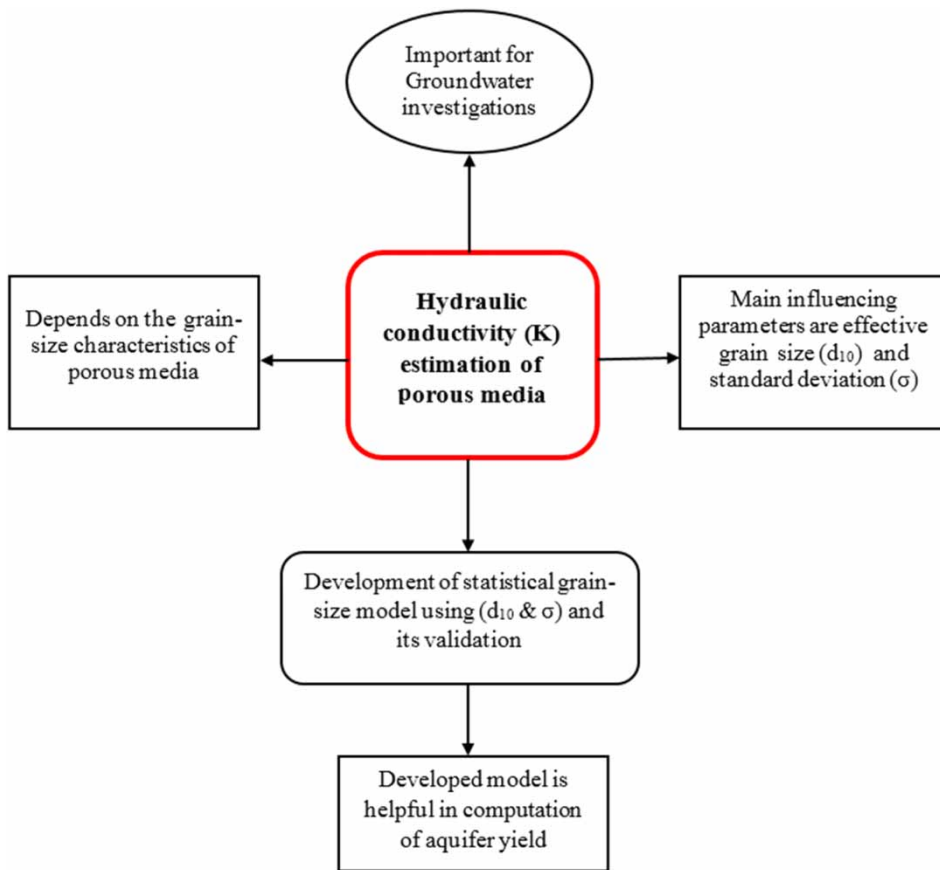 Important for
Groundwater
investigations
Depends on the grain-
size characteristics of
porous media
Hydraulic
conductivity (K)
estimation of
porous media
Main influencing
parameters are effective
grain size (d₁₀) and
standard deviation (σ)
Development of statistical grain-
size model using (d₁₀ & σ) and
its validation
Developed model is
helpful in computation
of aquifer yield